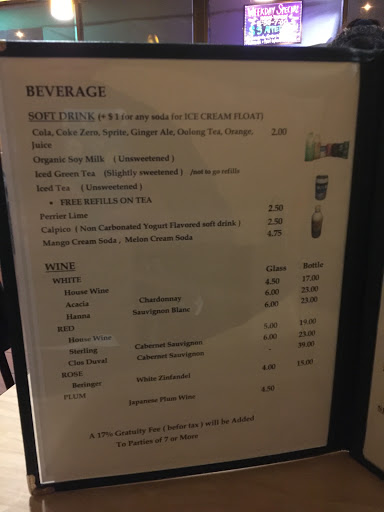 WEEKDAY SPECIAL
BEVERAGE
SOFT DRINK (+ $ 1 for any soda for ICE CREAM FLOAT)
Cola, Coke Zero, Sprite, Ginger Ale, Oolong Tea, Orange, 2.00
Juice
Organic Soy Milk ( Unsweetened )
Iced Green Tea (Slightly sweetened ) /not to go refills
Iced Tea ( Unsweetened )
• FREE REFILLS ON TEA
Perrier Lime 2.50
Calpico ( Non Carbonated Yogurt Flavored soft drink ) 2.50
Mango Cream Soda , Melon Cream Soda 4.75
WINE Glass Bottle
WHITE
House Wine 4.50 17.00
Acacia Chardonnay 6.00 23.00
Hanna Sauvignon Blanc 6.00 23.00
RED
House Wine 5.00 19.00
Sterling Cabernet Sauvignon 6.00 23.00
Clos Duval Cabernet Sauvignon - 39.00
ROSE
Beringer White Zinfandel 4.00 15.00
PLUM
Japanese Plum Wine 4.50
A 17% Gratuity Fee ( befor tax ) will be Added
To Parties of 7 or More